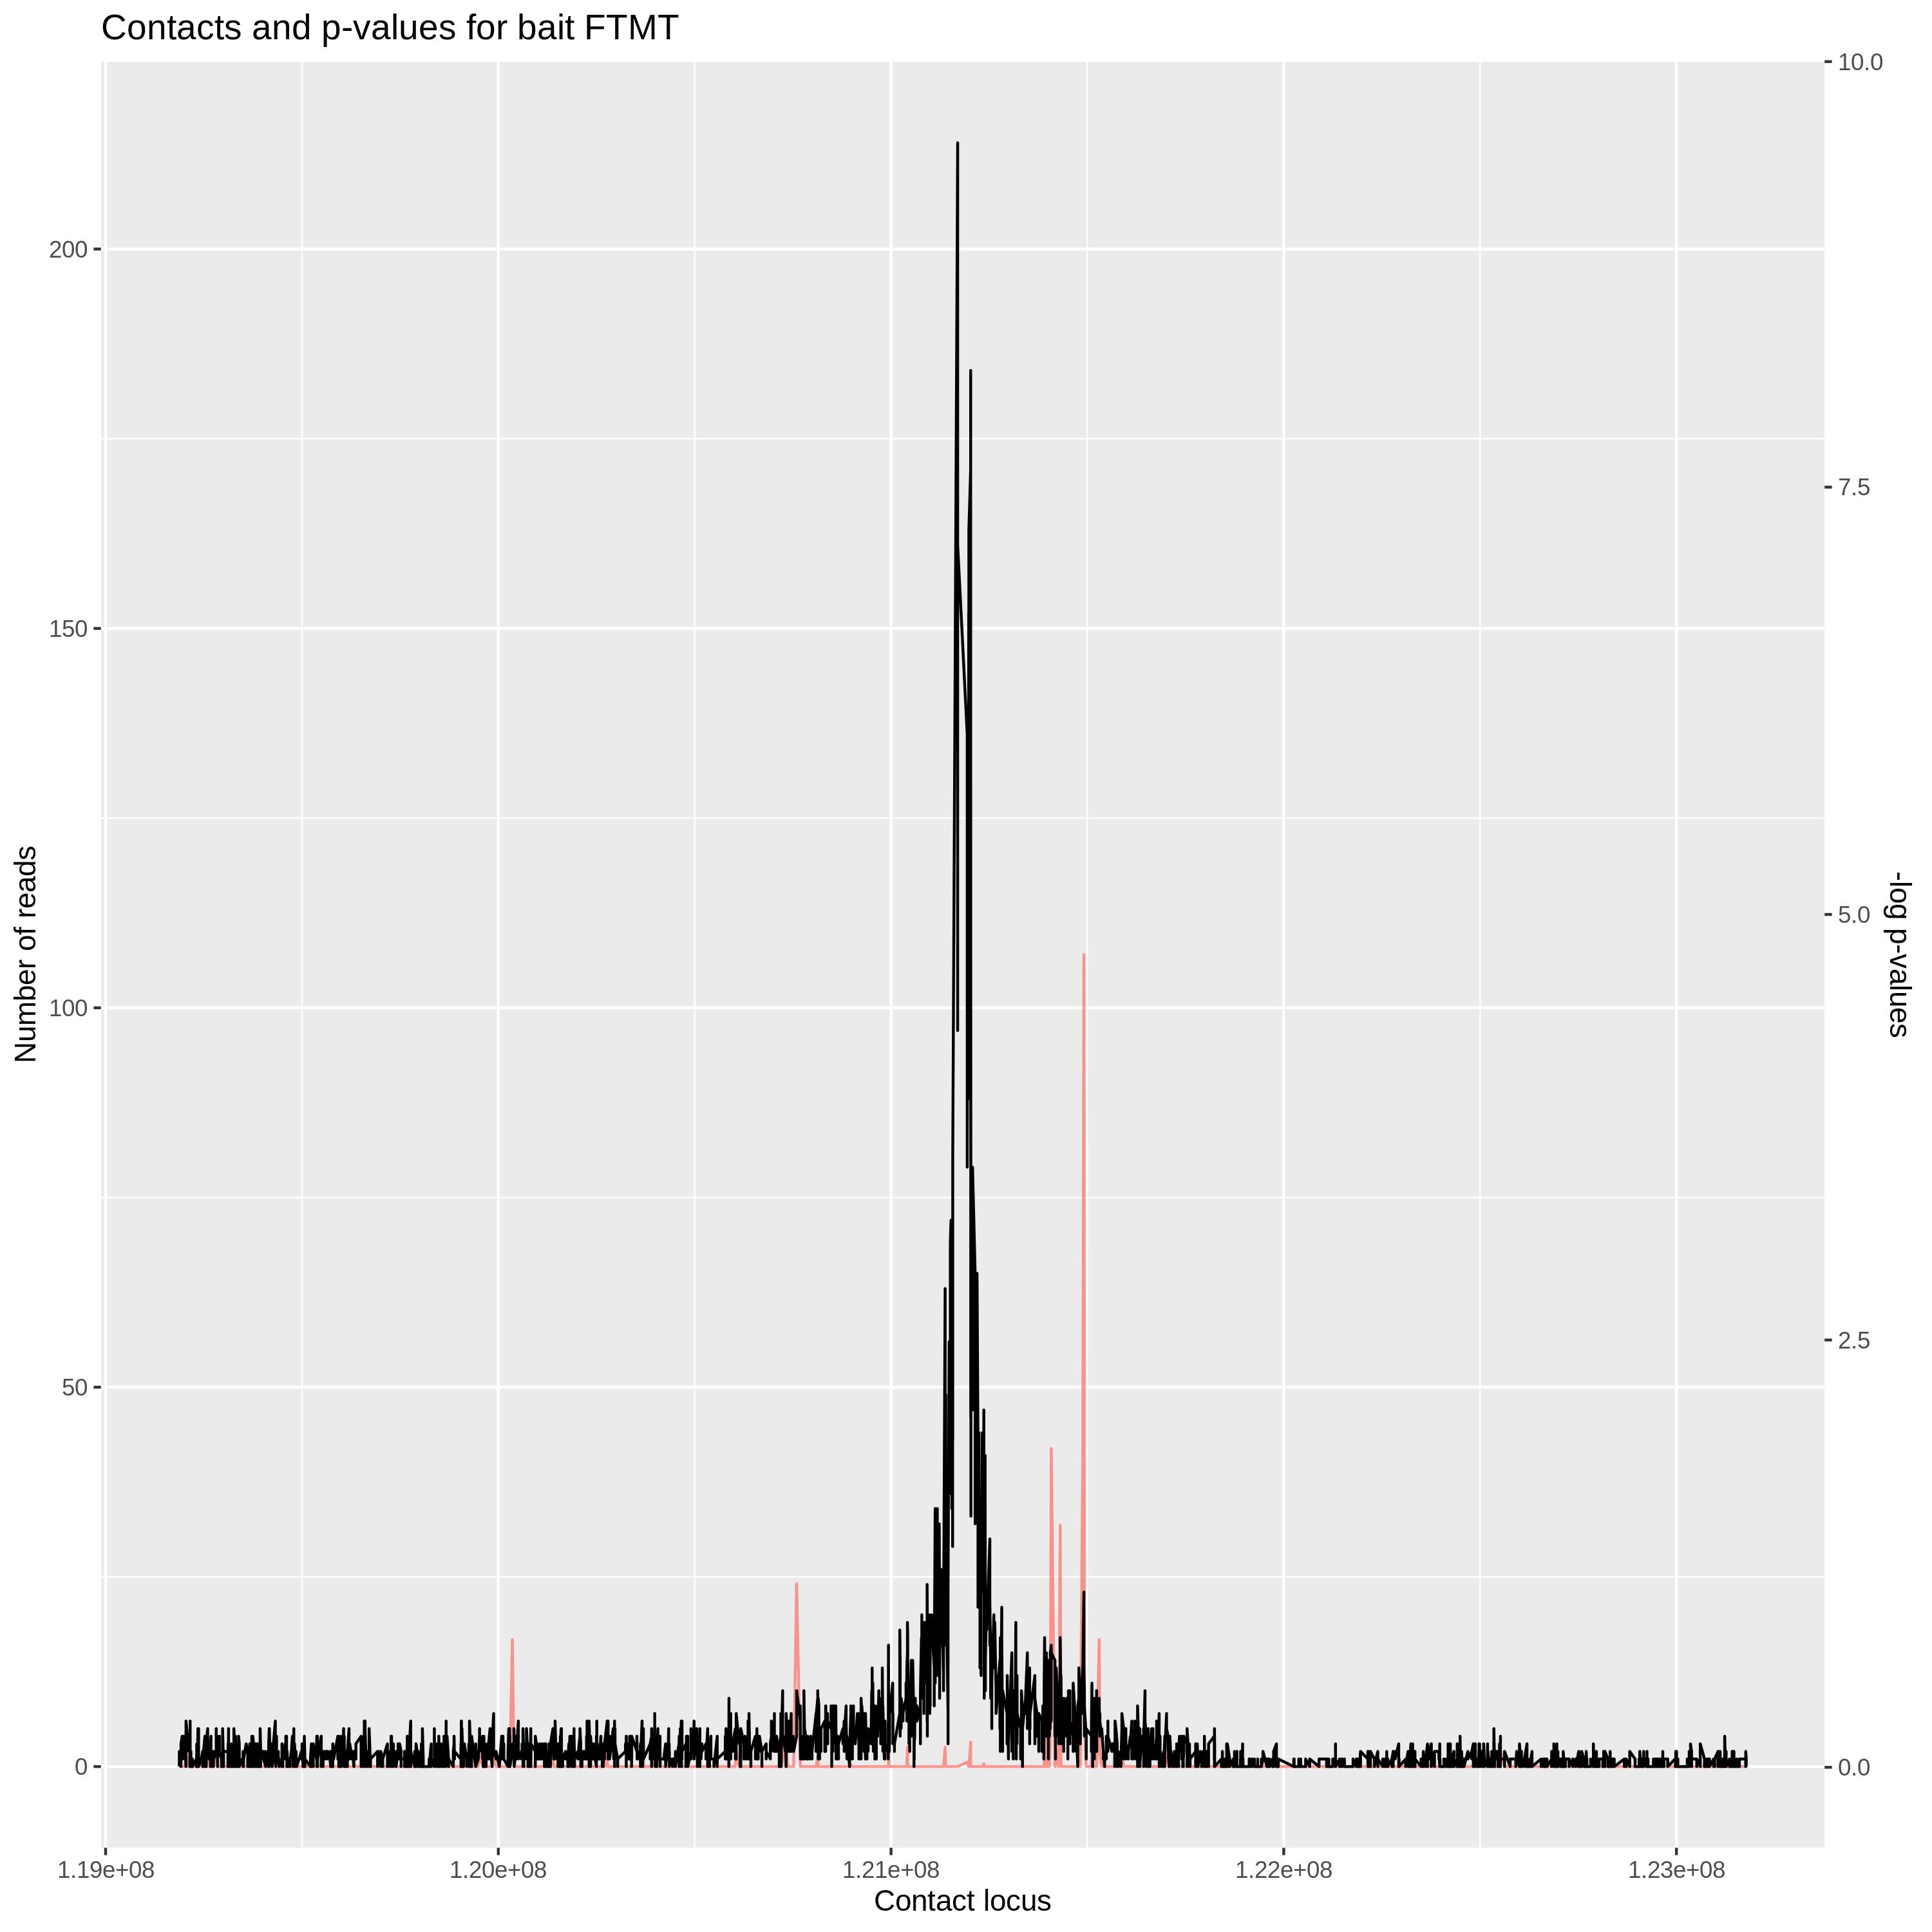 Contacts and p-values for bait FTMT
10.0
200
7.5
150
5.0
Number of reads
-log p-values
100
2.5
50
0
0.0
1.19e+08
1.20e+08
1.21e+08
1.22e+08
1.23e+08
Contact locus